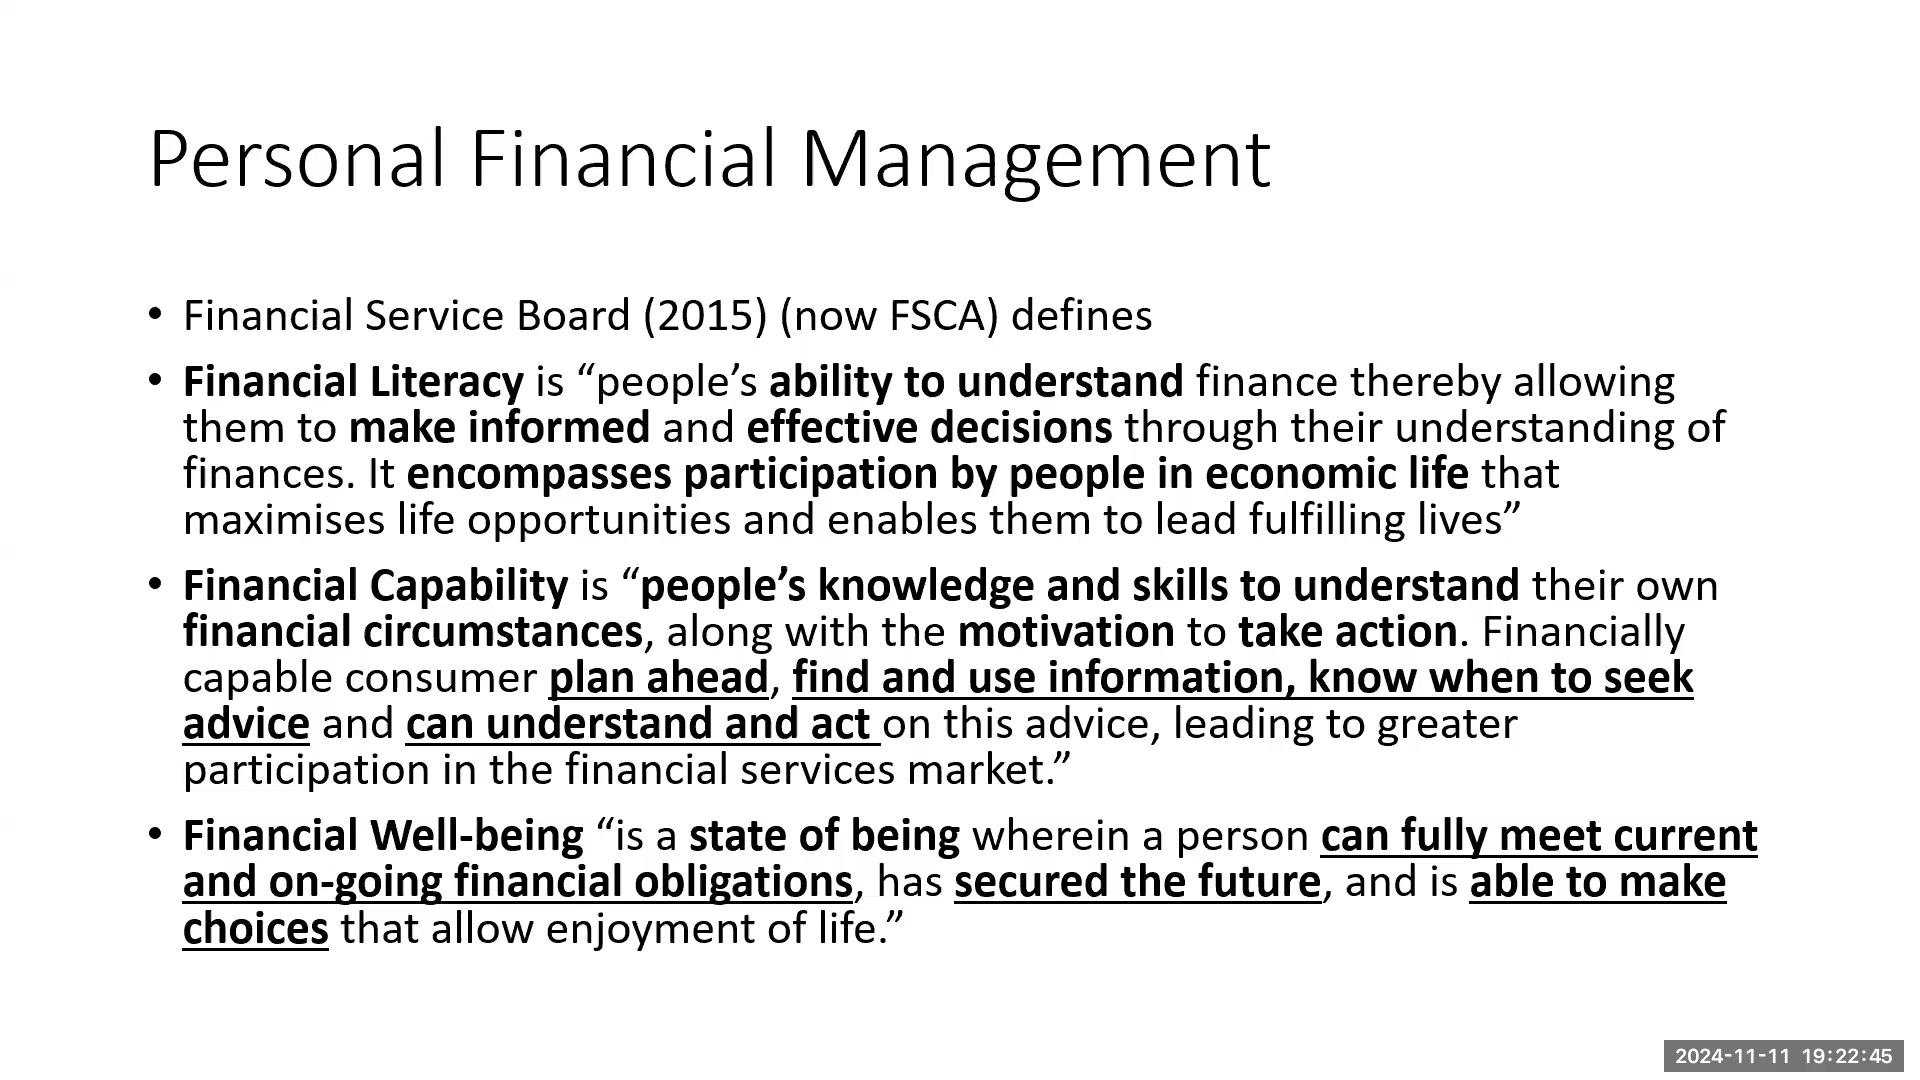 Personal Financial Management
• Financial Service Board (2015) (now FSCA) defines
• Financial Literacy is “people’s ability to understand finance thereby allowing
them to make informed and effective decisions through their understanding of
finances. It encompasses participation by people in economic life that
maximises life opportunities and enables them to lead fulfilling lives”
• Financial Capability is “people’s knowledge and skills to understand their own
financial circumstances, along with the motivation to take action. Financially
capable consumer plan ahead, find and use information, know when to seek
advice and can understand and act on this advice, leading to greater
participation in the financial services market.”
• Financial Well-being “is a state of being wherein a person can fully meet current
and on-going financial obligations, has secured the future, and is able to make
choices that allow enjoyment of life.”
2024-11-11 19:22:45